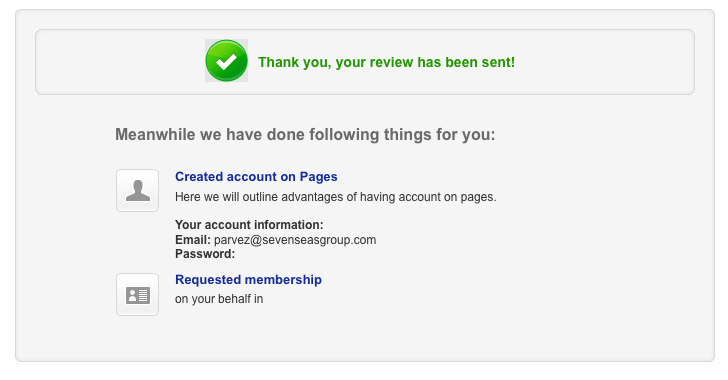 Thank you, your review has been sent!
Meanwhile we have done following things for you:
Created account on Pages
Here we will outline advantages of having account on pages.
Your account information:
Email: parvez@sevenseasgroup.com
Password:
Requested membership
on your behalf in